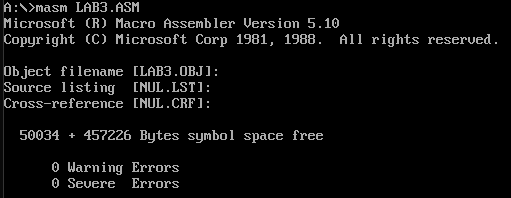 A:\>masm LAB3.ASM
Microsoft (R) Macro Assembler Version 5.10
Copyright (C) Microsoft Corp 1981, 1988.  All rights reserved.
Object filename [LAB3.OBJ]:
Source listing  [NUL.LST]:
Cross-reference [NUL.CRF]:
50034 + 457226 Bytes symbol space free
0 Warning Errors
0 Severe  Errors